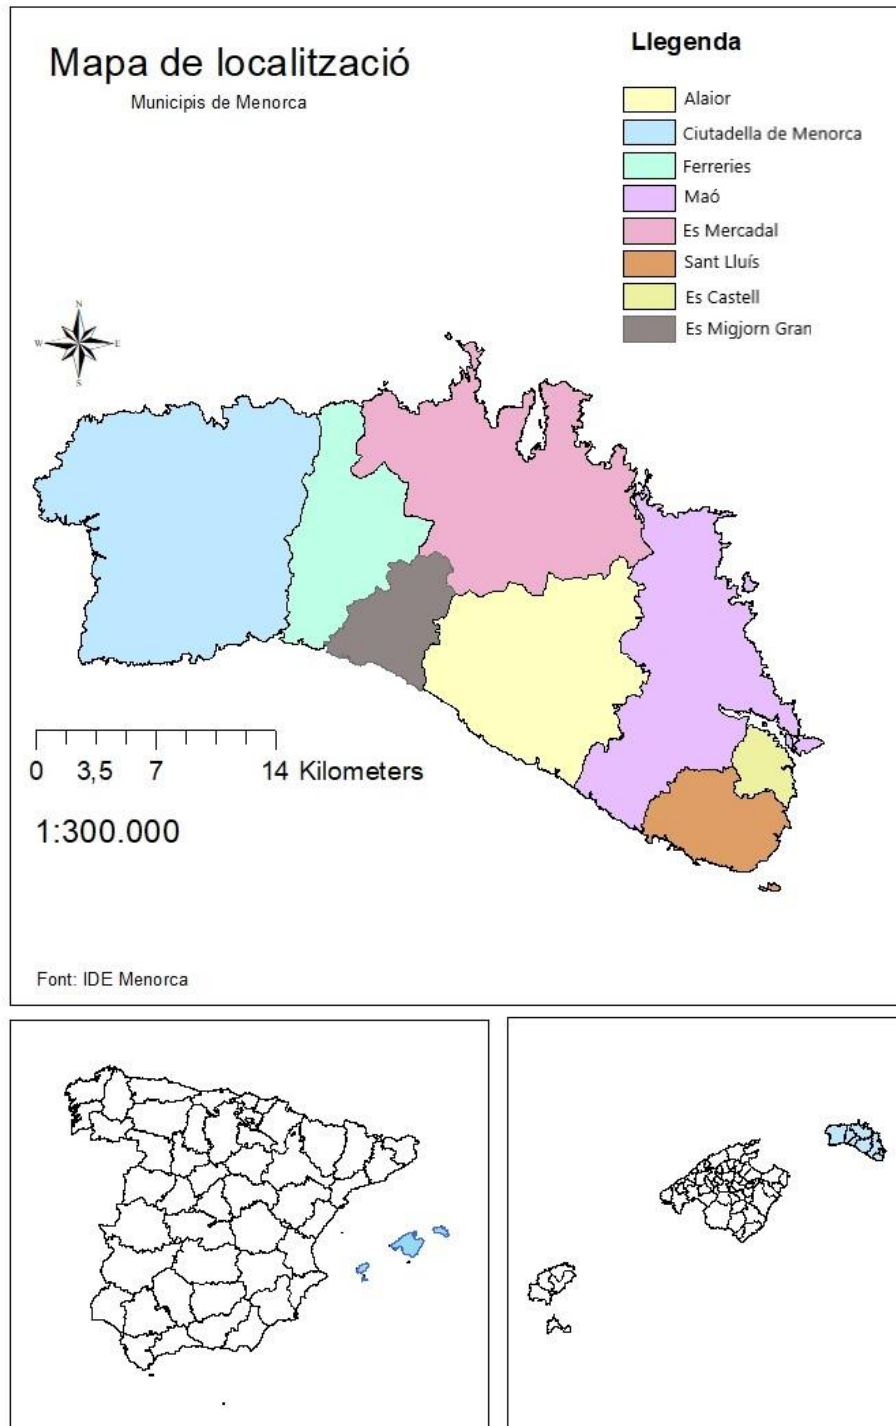 Mapa de localització
Municipis de Menorca
Llegenda
Alaior
Ciutadella de Menorca
Ferreries
Maó
Es Mercadal
Sant Lluís
Es Castell
Es Migjorn Gran
N
W E
S
0 3,5 7 14 Kilometers
1:300.000
Font: IDE Menorca